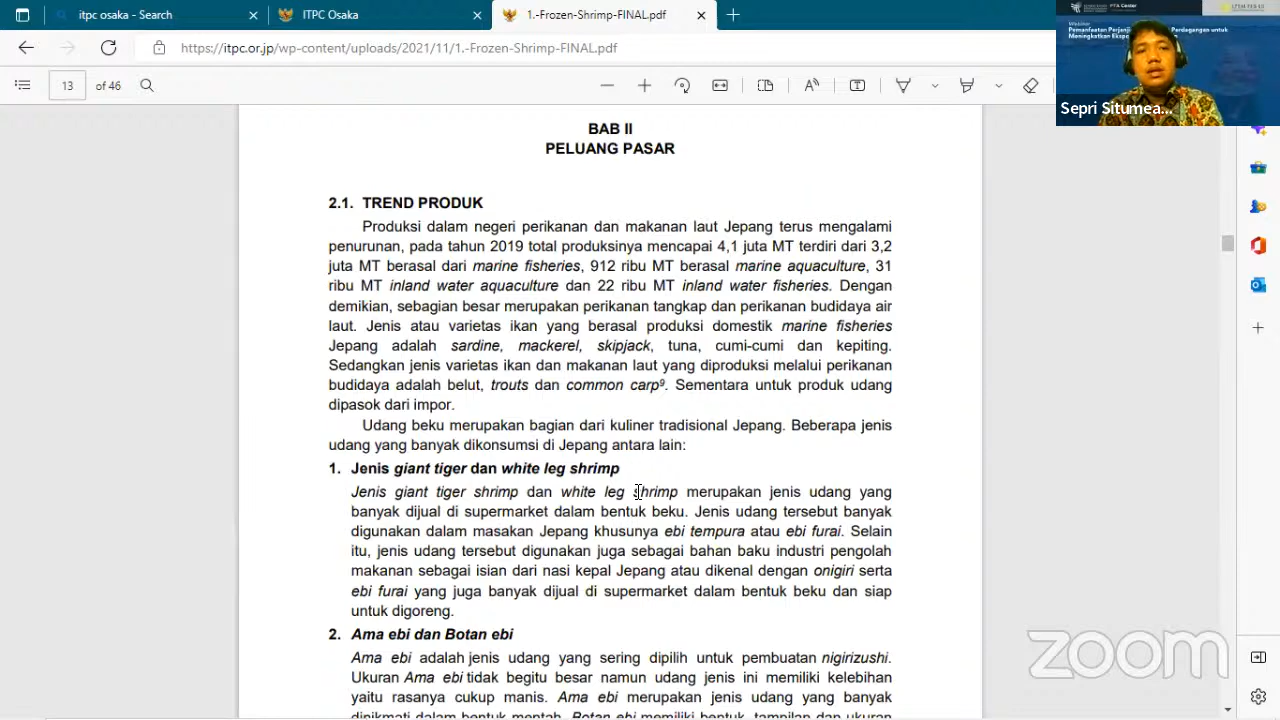 itpc osaka - Search
ITPC Osaka
1.-Frozen-Shrimp-FINAL.pdf
https://itpc.or.jp/wp-content/uploads/2021/11/1.-Frozen-Shrimp-FINAL.pdf
13 of 46
FTA Center
Webinar
Sepri Situmea...
BAB II
PELUANG PASAR
2.1. TREND PRODUK
Produksi dalam negeri perikanan dan makanan laut Jepang terus mengalami
penurunan, pada tahun 2019 total produksinya mencapai 4,1 juta MT terdiri dari 3,2
juta MT berasal dari marine fisheries, 912 ribu MT berasal marine aquaculture, 31
ribu MT inland water aquaculture dan 22 ribu MT inland water fisheries. Dengan
demikian, sebagian besar merupakan perikanan tangkap dan perikanan budidaya air
laut. Jenis atau varietas ikan yang berasal produksi domestik marine fisheries
Jepang adalah sardine, mackerel, skipjack, tuna, cumi-cumi dan kepiting.
Sedangkan jenis varietas ikan dan makanan laut yang diproduksi melalui perikanan
budidaya adalah belut, trouts dan common carp⁹. Sementara untuk produk udang
dipasok dari impor.
Udang beku merupakan bagian dari kuliner tradisional Jepang. Beberapa jenis
udang yang banyak dikonsumsi di Jepang antara lain:
1. Jenis giant tiger dan white leg shrimp
Jenis giant tiger shrimp dan white leg shrimp merupakan jenis udang yang
banyak dijual di supermarket dalam bentuk beku. Jenis udang tersebut banyak
digunakan dalam masakan Jepang khusunya ebi tempura atau ebi furai. Selain
itu, jenis udang tersebut digunakan juga sebagai bahan baku industri pengolah
makanan sebagai isian dari nasi kepal Jepang atau dikenal dengan onigiri serta
ebi furai yang juga banyak dijual di supermarket dalam bentuk beku dan siap
untuk digoreng.
2. Ama ebi dan Botan ebi
Ama ebi adalah jenis udang yang sering dipilih untuk pembuatan nigirizushi.
Ukuran Ama ebi tidak begitu besar namun udang jenis ini memiliki kelebihan
yaitu rasanya cukup manis. Ama ebi merupakan jenis udang yang banyak
dinikmati dalam bentuk mentah. Botan ebi memiliki bentuk, tampilan dan ukuran
zoom